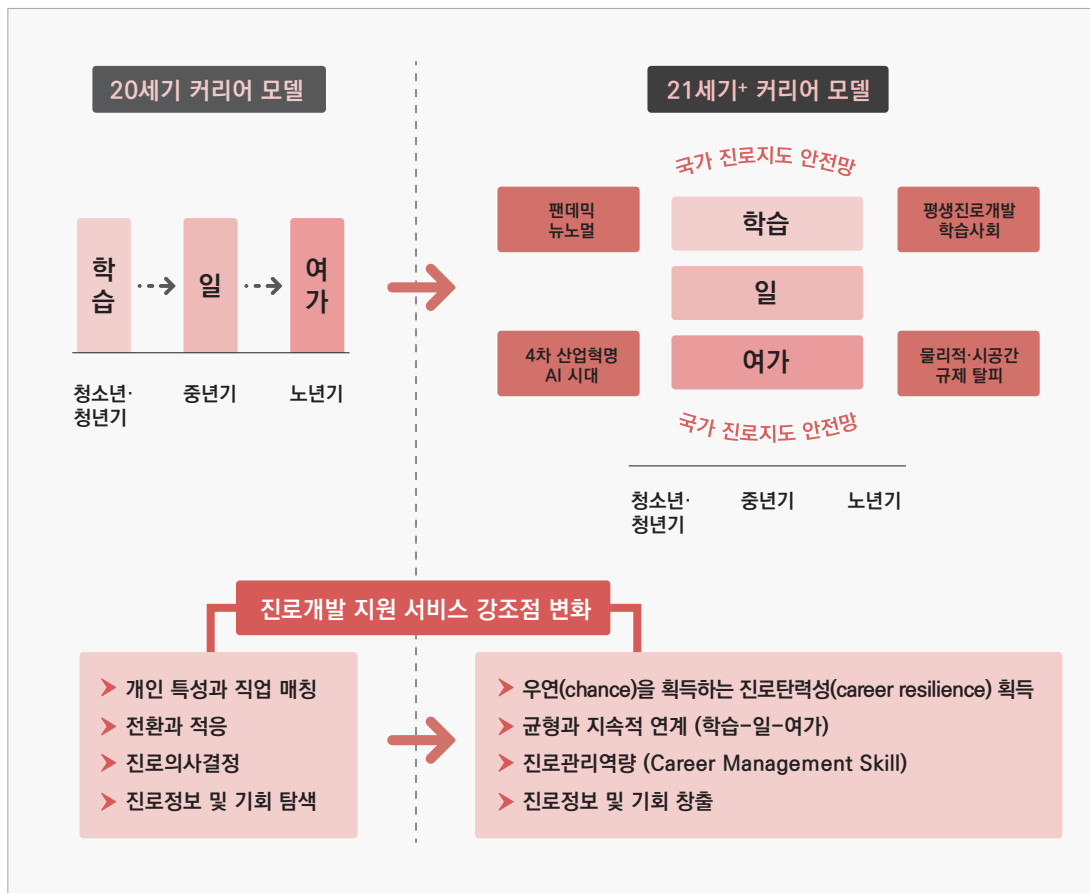 20세기 커리어 모델
학
습
일
여
가
청소년·
청년기
중년기
노년기
21세기+ 커리어 모델
국가 진로지도 안전망
팬데믹
뉴노멀
학습
평생진로개발
학습사회
일
4차 산업혁명
AI 시대
여가
물리적·시공간
규제 탈피
국가 진로지도 안전망
청소년·
청년기
중년기
노년기
진로개발 지원 서비스 강조점 변화
개인 특성과 직업 매칭
전환과 적응
진로의사결정
진로정보 및 기회 탐색
우연(chance)을 획득하는 진로탄력성(career resilience) 획득
균형과 지속적 연계 (학습-일-여가)
진로관리역량 (Career Management Skill)
진로정보 및 기회 창출